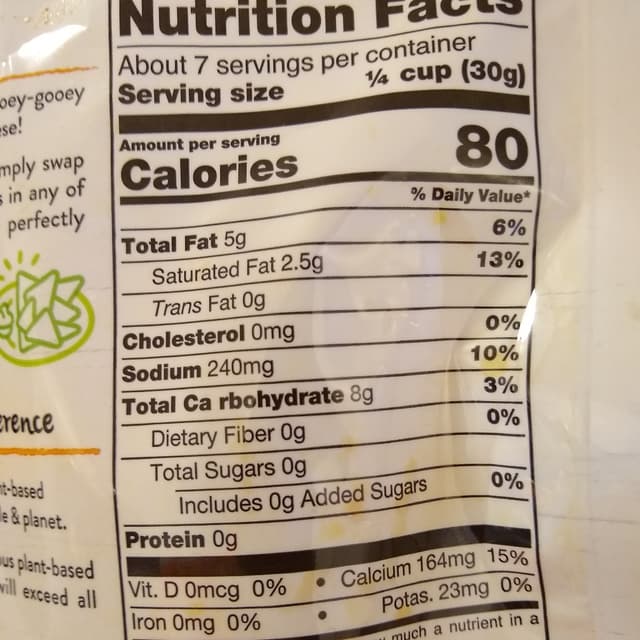 Nutrition Facts
About 7 servings per container
Serving size 1/4 cup (30g)
Amount per serving
Calories 80
% Daily Value*
Total Fat 5g 6%
Saturated Fat 2.5g 13%
Trans Fat 0g
Cholesterol 0mg 0%
Sodium 240mg 10%
Total Ca rbohydrate 8g 3%
Dietary Fiber 0g 0%
Total Sugars 0g
Includes 0g Added Sugars 0%
Protein 0g
Vit. D 0mcg 0% • Calcium 164mg 15%
Iron 0mg 0% • Potas. 23mg 0%
much a nutrient in a
oey-gooey
ese!
mply swap
s in any of
perfectly
erence
nt-based
le & planet.
us plant-based
will exceed all